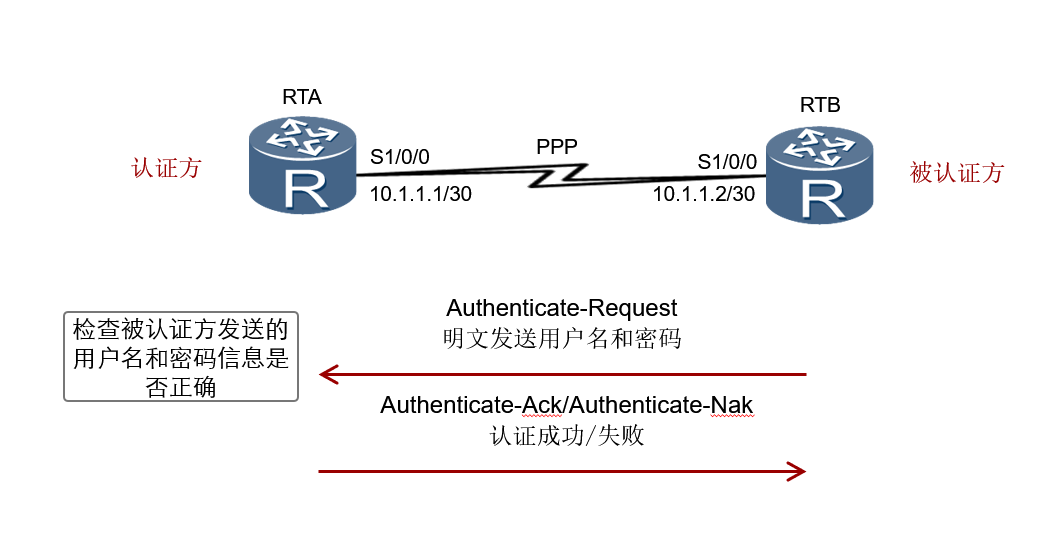 RTA
RTB
认证方
S1/0/0
PPP
S1/0/0
被认证方
R
10.1.1.1/30
10.1.1.2/30
R
Authenticate-Request
明文发送用户名和密码
检查被认证方发送的
用户名和密码信息是
否正确
Authenticate-Ack/Authenticate-Nak
认证成功/失败